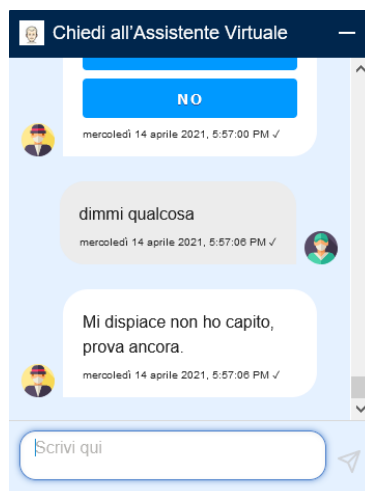 Chiedi all'Assistente Virtuale
NO
mercoledì 14 aprile 2021, 5:57:00 PM ✓
dimmi qualcosa
mercoledì 14 aprile 2021, 5:57:06 PM ✓
Mi dispiace non ho capito,
prova ancora.
mercoledì 14 aprile 2021, 5:57:06 PM ✓
Scrivi qui